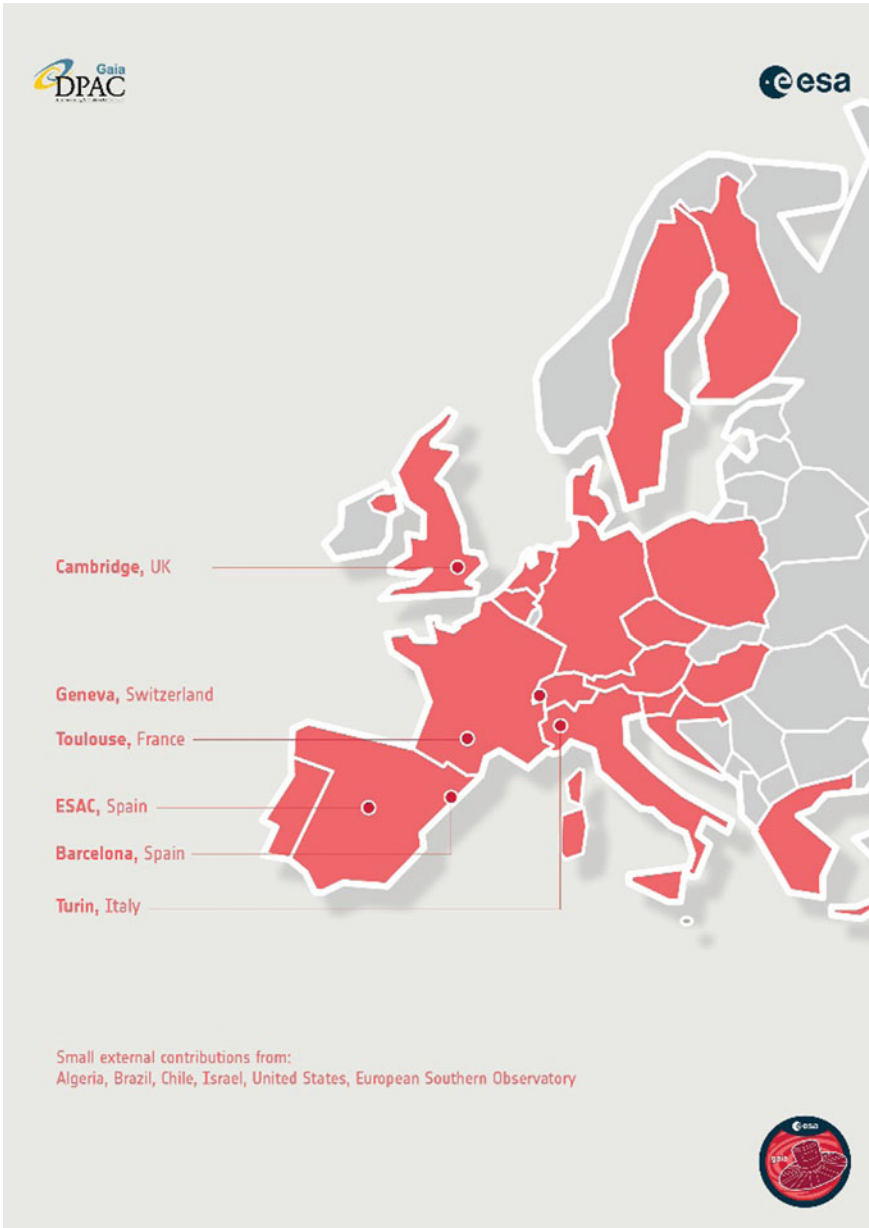 Gaia
DPAC
esa
Cambridge, UK
Geneva, Switzerland
Toulouse, France
ESAC, Spain
Barcelona, Spain
Turin, Italy
Small external contributions from:
Algeria, Brazil, Chile, Israel, United States, European Southern Observatory
esa
gaia